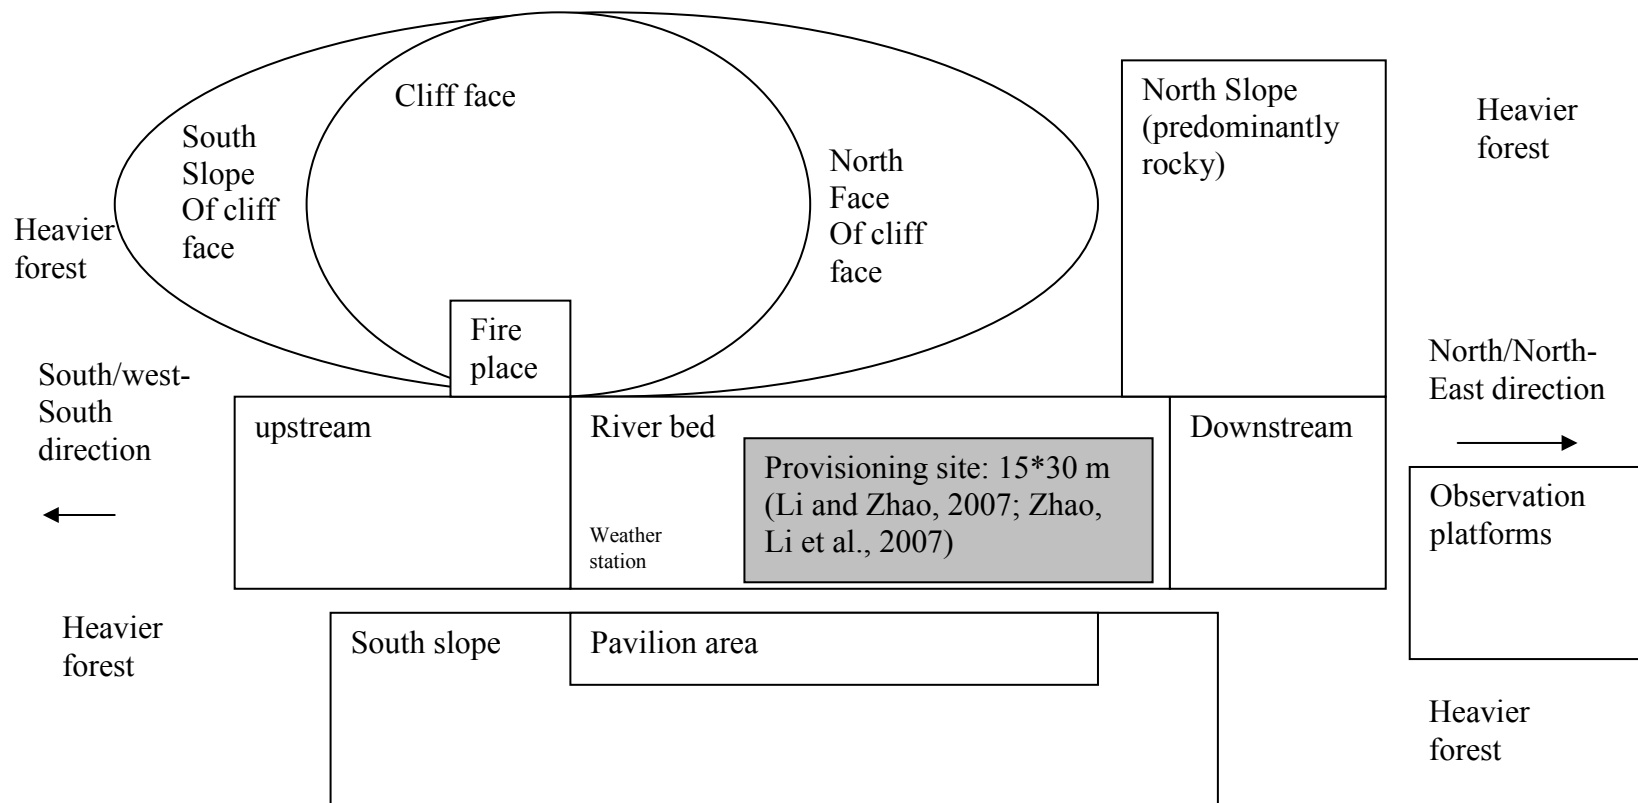 Cliff face
South
Slope
Of cliff
face
North
Face
Of cliff
face
North Slope
(predominantly
rocky)
Heavier
forest
Heavier
forest
Fire
place
South/west-
South
direction
North/North-
East direction
upstream
River bed
Downstream
Provisioning site: 15*30 m
(Li and Zhao, 2007; Zhao,
Li et al., 2007)
Weather
station
Observation
platforms
Heavier
forest
South slope
Pavilion area
Heavier
forest